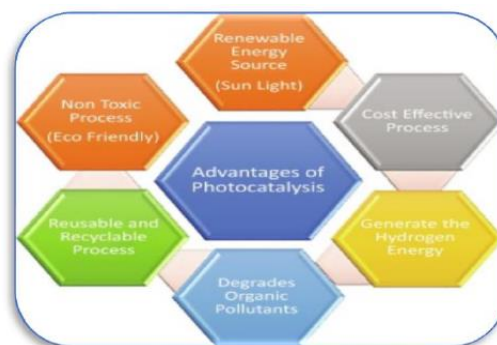 Renewable
Energy
Source
(Sun Light)
Non Toxic
Process
(Eco Friendly)
Cost Effective
Process
Advantages of
Photocatalysis
Reusable and
Recyclable
Process
Generate the
Hydrogen
Energy
Degrades
Organic
Pollutants